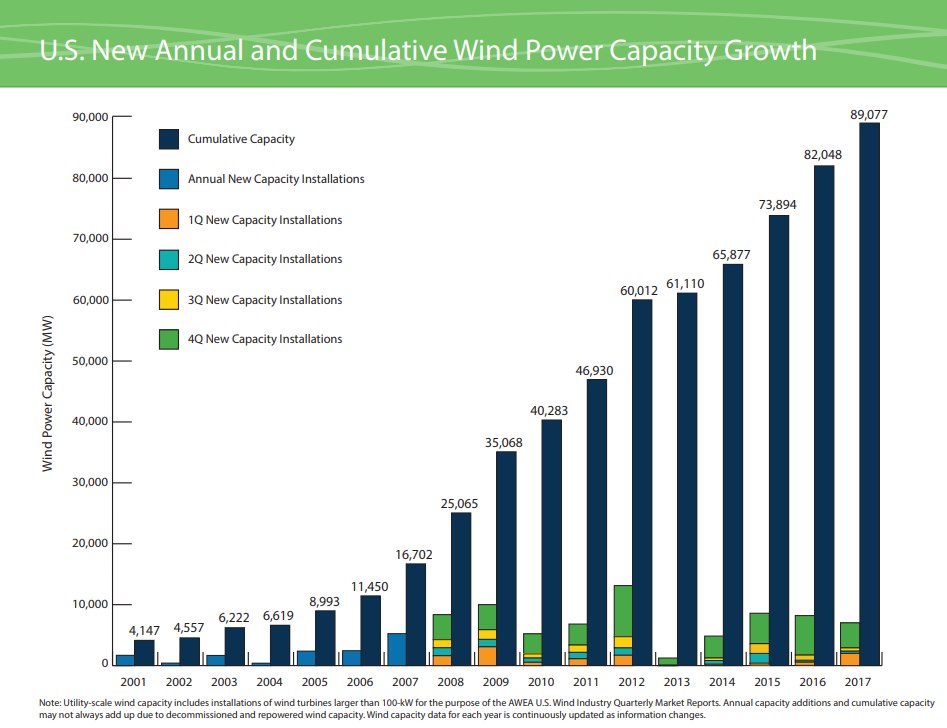 U.S. New Annual and Cumulative Wind Power Capacity Growth
90,000
80,000
70,000
60,000
50,000
40,000
30,000
20,000
10,000
0
Wind Power Capacity (MW)
Cumulative Capacity
Annual New Capacity Installations
1Q New Capacity Installations
2Q New Capacity Installations
3Q New Capacity Installations
4Q New Capacity Installations
4,147
4,557
6,222
6,619
8,993
11,450
16,702
25,065
35,068
40,283
46,930
60,012
61,110
65,877
73,894
82,048
89,077
2001 2002 2003 2004 2005 2006 2007 2008 2009 2010 2011 2012 2013 2014 2015 2016 2017
Note: Utility-scale wind capacity includes installations of wind turbines larger than 100-kW for the purpose of the AWEA U.S. Wind Industry Quarterly Market Reports. Annual capacity additions and cumulative capacity
may not always add up due to decommissioned and repowered wind capacity. Wind capacity data for each year is continuously updated as information changes.